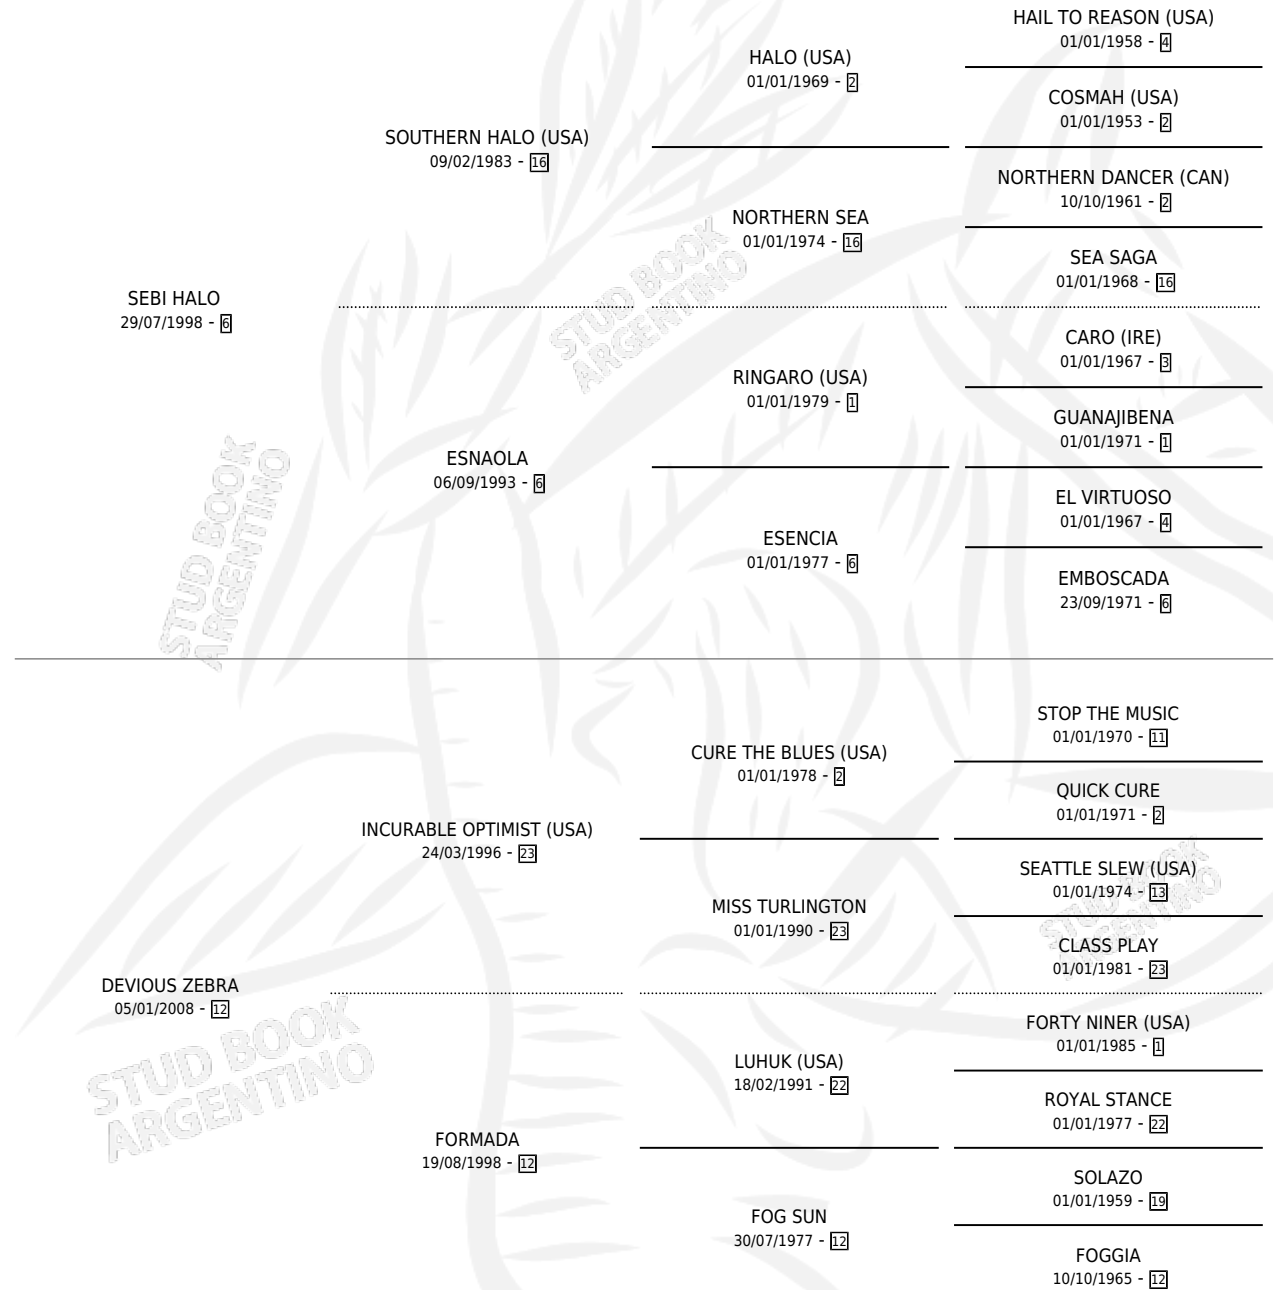 HAIL TO REASON (USA)
01/01/1958 - 4
HALO (USA)
01/01/1969 - 2
COSMAH (USA)
01/01/1953 - 2
SOUTHERN HALO (USA)
09/02/1983 - 16
NORTHERN DANCER (CAN)
10/10/1961 - 2
NORTHERN SEA
01/01/1974 - 16
SEA SAGA
01/01/1968 - 16
SEBI HALO
29/07/1998 - 6
STUD BOOK
ARGENTINO
CARO (IRE)
01/01/1967 - 3
RINGARO (USA)
01/01/1979 - 1
GUANAJIBENA
01/01/1971 - 1
ESNAOLA
06/09/1993 - 6
EL VIRTUOSO
01/01/1967 - 4
ESENCIA
01/01/1977 - 6
EMBOSCADA
23/09/1971 - 6
STUD BOOK
ARGENTINO
STOP THE MUSIC
01/01/1970 - 11
CURE THE BLUES (USA)
01/01/1978 - 2
QUICK CURE
01/01/1971 - 2
INCURABLE OPTIMIST (USA)
24/03/1996 - 23
SEATTLE SLEW (USA)
01/01/1974 - 13
MISS TURLINGTON
01/01/1990 - 23
STUD BOOK
ARGENTINO
CLASS PLAY
01/01/1981 - 23
DEVIOUS ZEBRA
05/01/2008 - 12
STUD BOOK
ARGENTINO
FORTY NINER (USA)
01/01/1985 - 1
LUHUK (USA)
18/02/1991 - 22
ROYAL STANCE
01/01/1977 - 22
FORMADA
19/08/1998 - 12
SOLAZO
01/01/1959 - 19
FOG SUN
30/07/1977 - 12
FOGGIA
10/10/1965 - 12